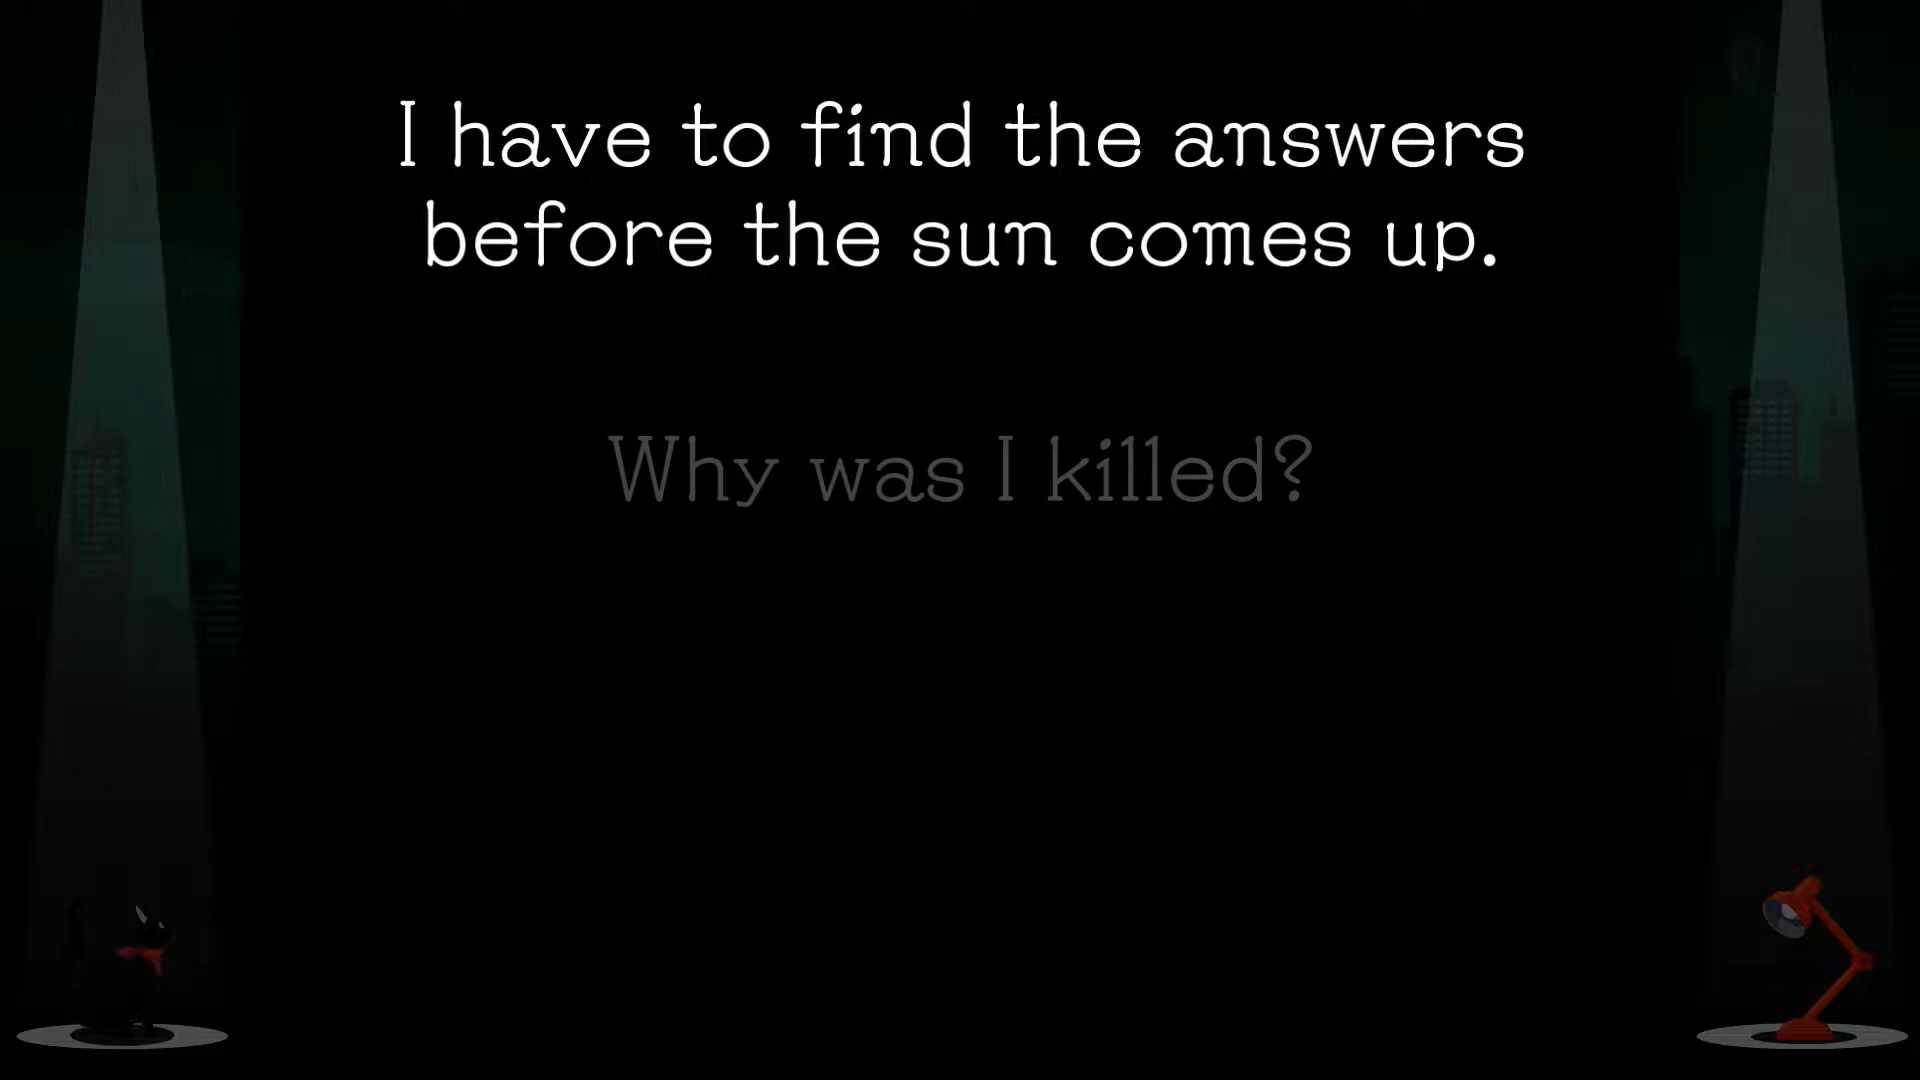 I have to find the answers
before the sun comes up.
Why was I killed?